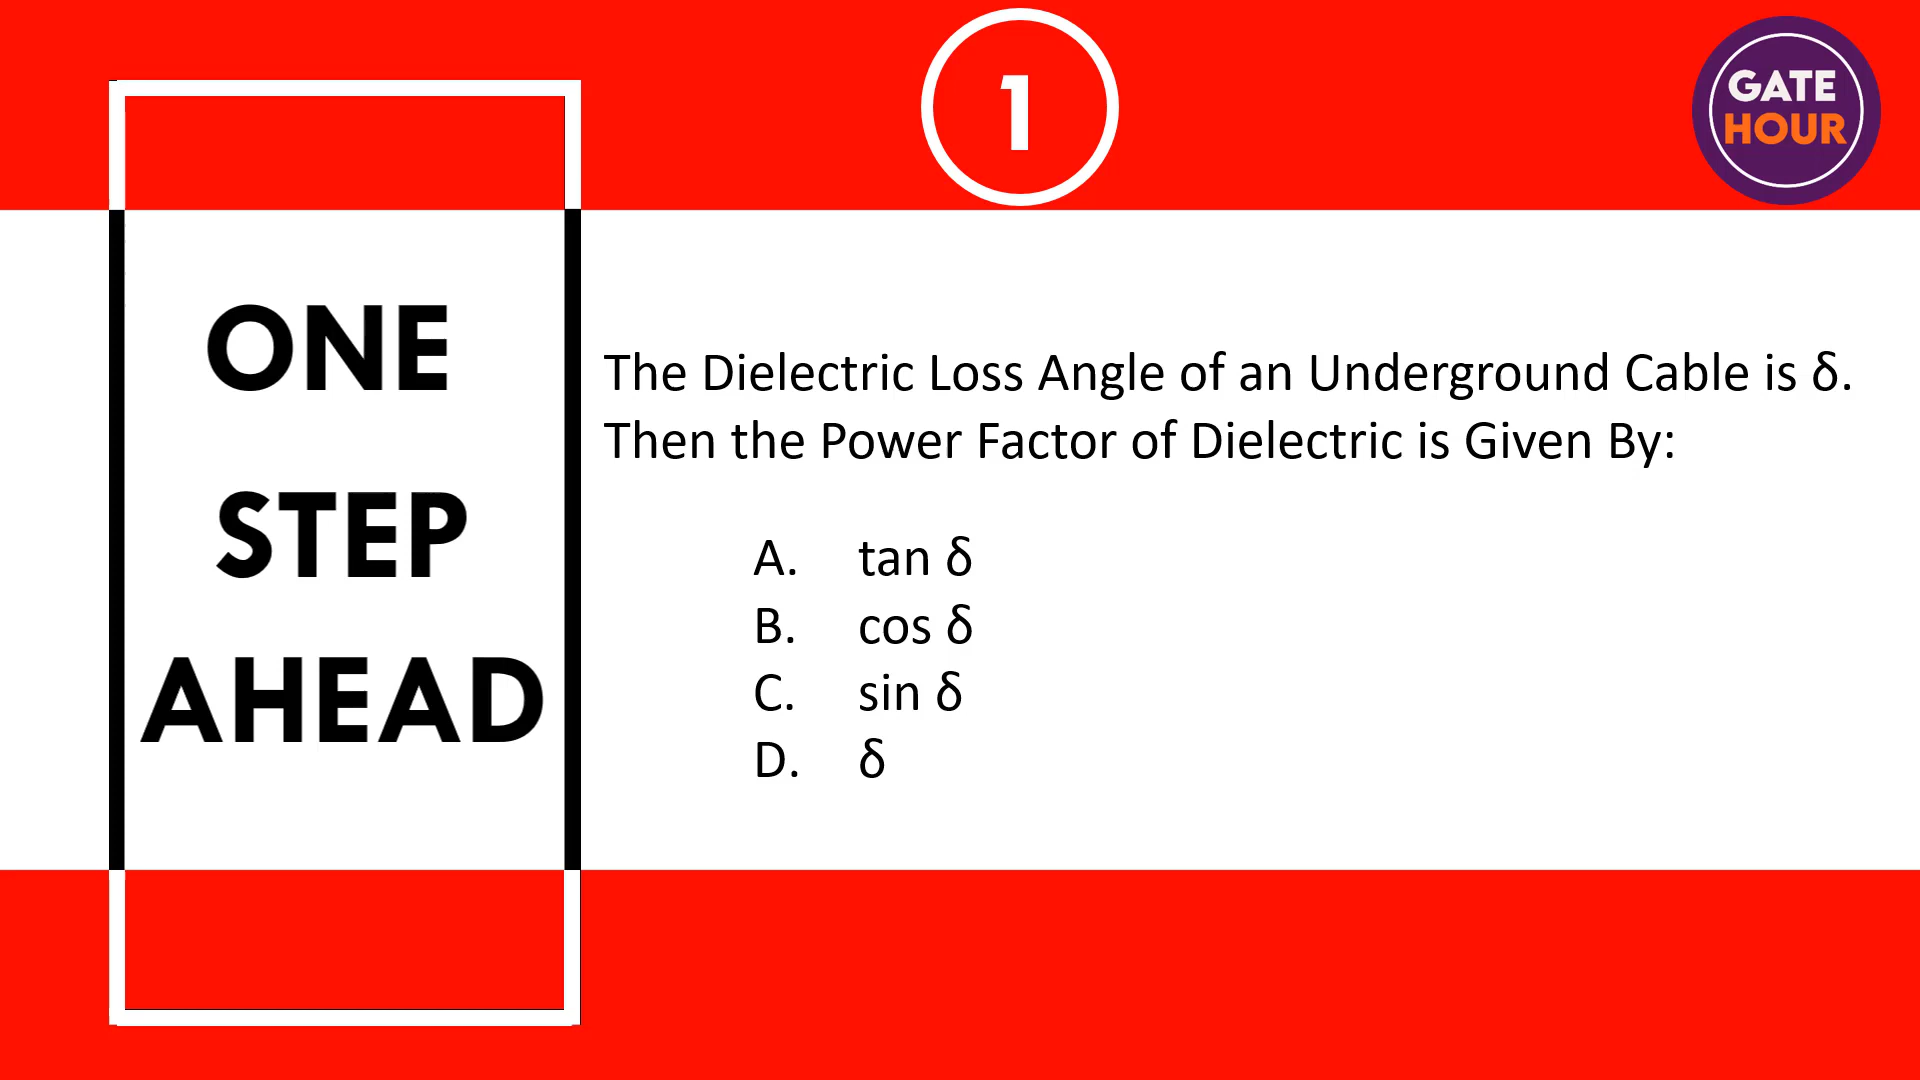 1
GATE
HOUR
ONE
STEP
AHEAD
The Dielectric Loss Angle of an Underground Cable is δ.
Then the Power Factor of Dielectric is Given By:
A. tan δ
B. cos δ
C. sin δ
D. δ